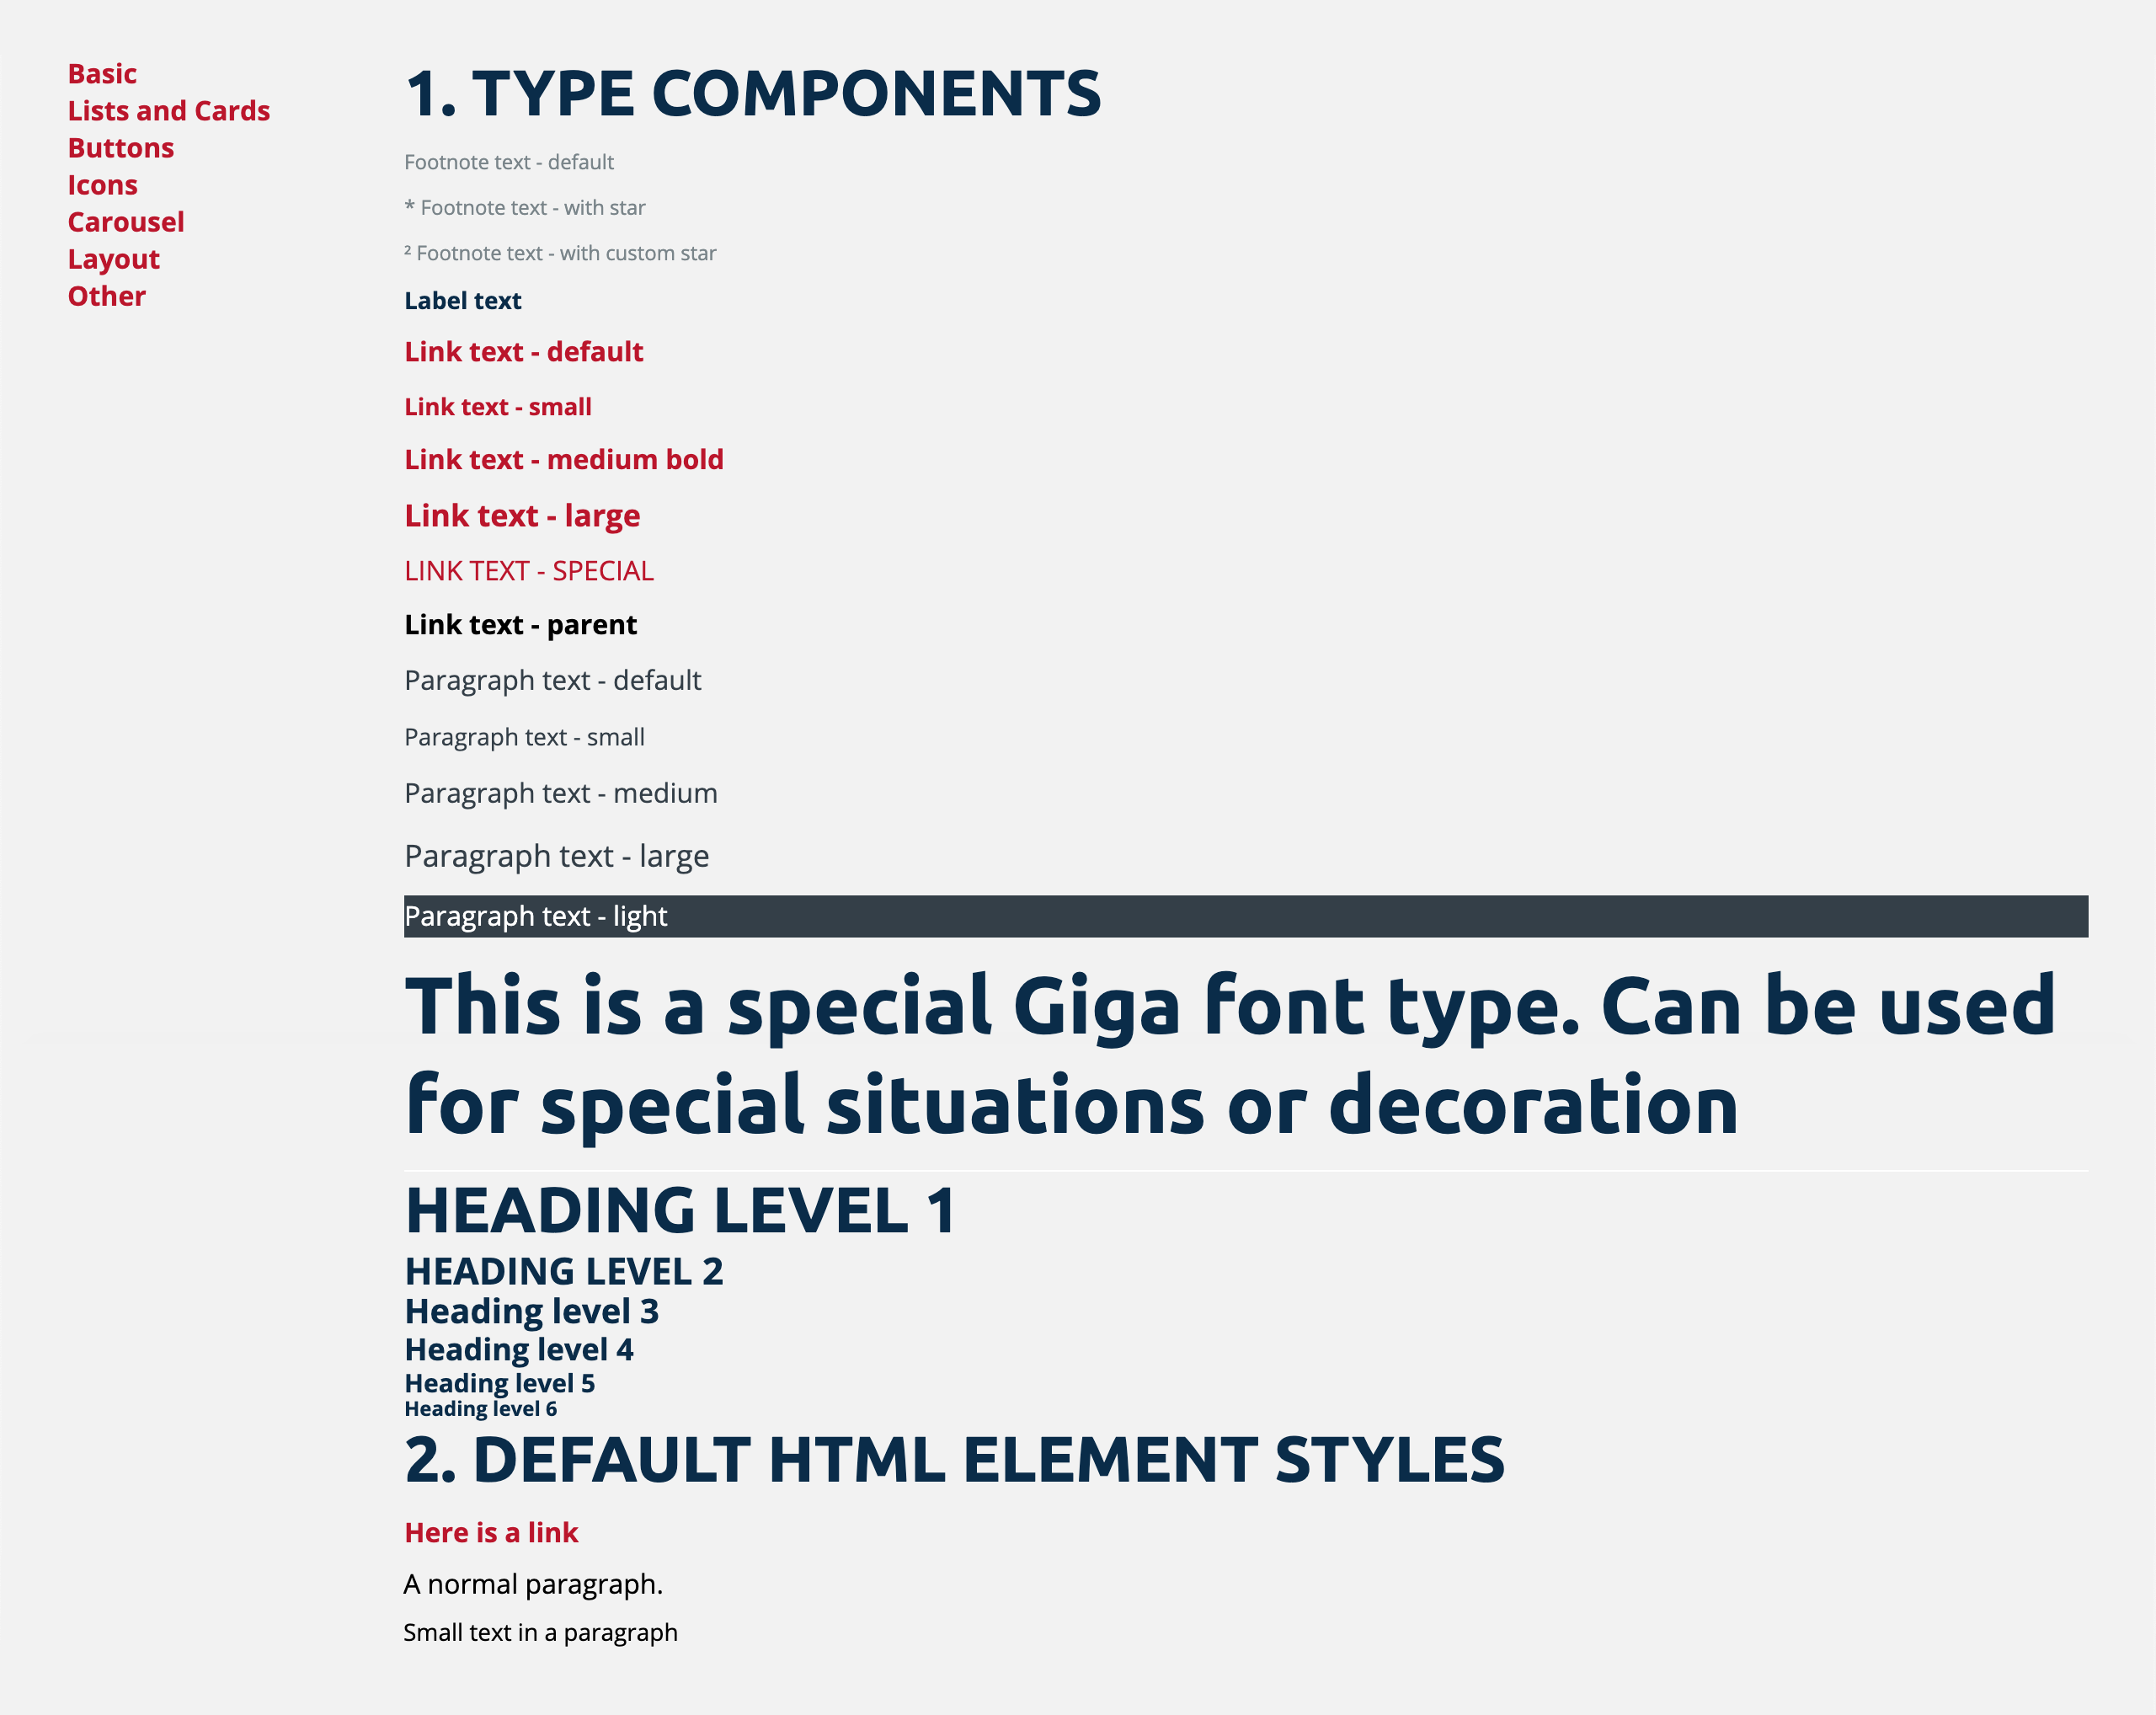 Basic
Lists and Cards
Buttons
Icons
Carousel
Layout
Other
1. TYPE COMPONENTS
Footnote text - default
* Footnote text - with star
² Footnote text - with custom star
Label text
Link text - default
Link text - small
Link text - medium bold
Link text - large
LINK TEXT - SPECIAL
Link text - parent
Paragraph text - default
Paragraph text - small
Paragraph text - medium
Paragraph text - large
Paragraph text - light
This is a special Giga font type. Can be used
for special situations or decoration
HEADING LEVEL 1
HEADING LEVEL 2
Heading level 3
Heading level 4
Heading level 5
Heading level 6
2. DEFAULT HTML ELEMENT STYLES
Here is a link
A normal paragraph.
Small text in a paragraph